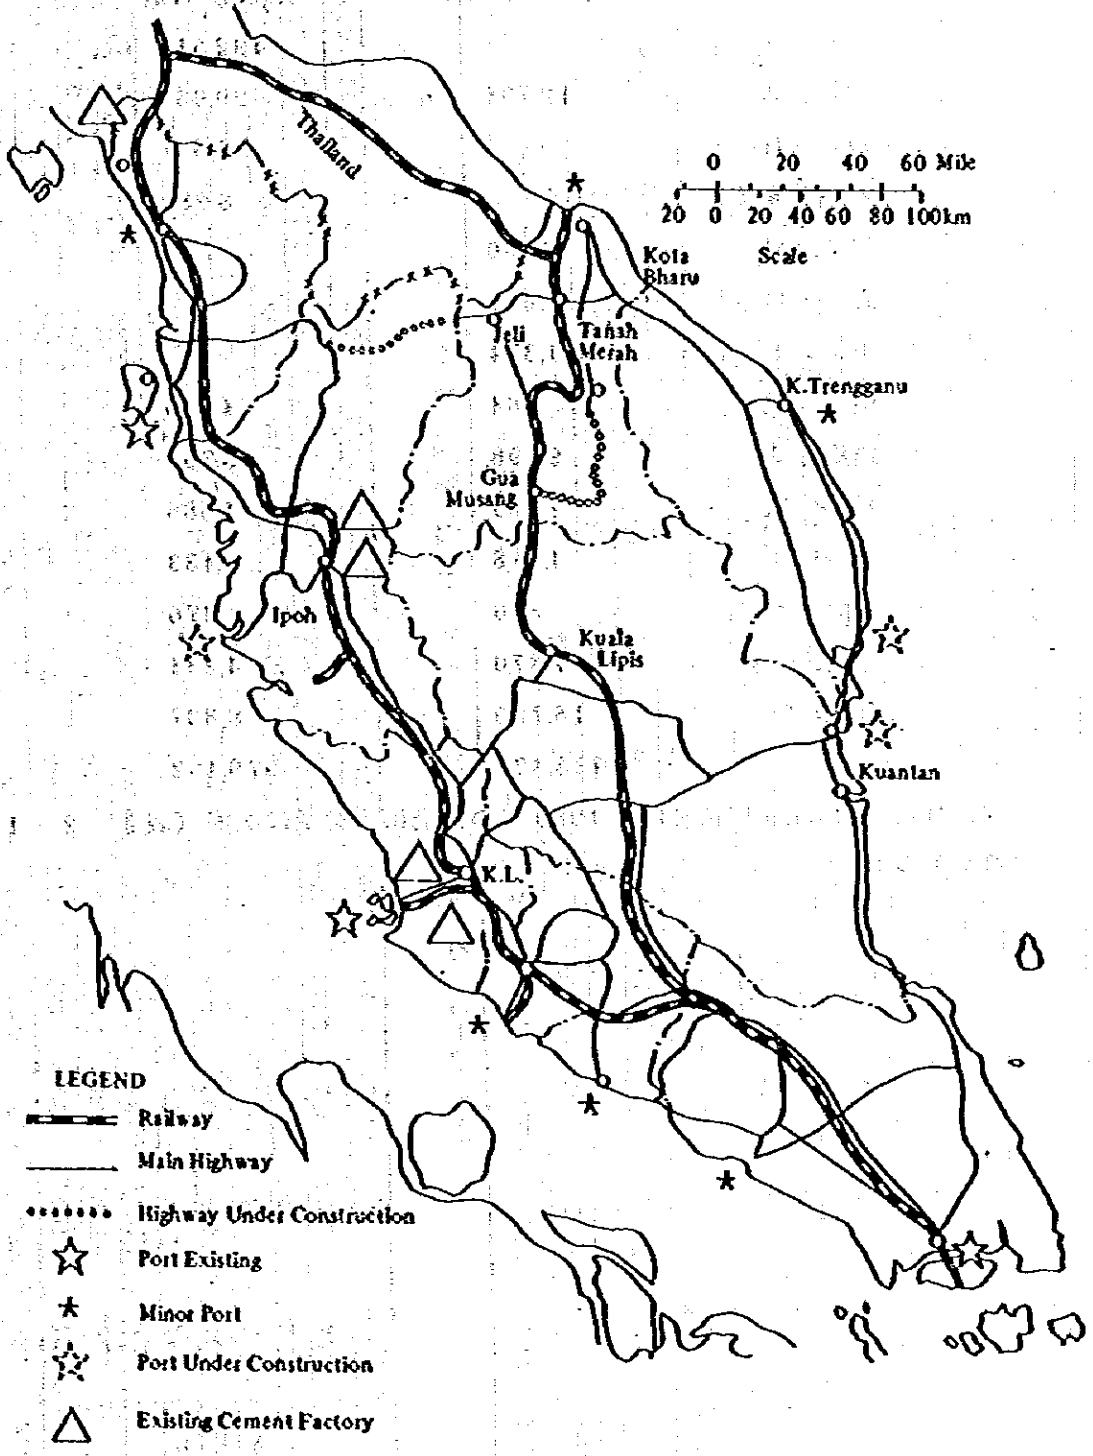 Thailand
0 20 40 60 Mile
20 0 20 40 60 80 100km
Scale
Kota
Bharu
Jeli
Tanah
Merah
K.Trengganu
Gua
Musang
Ipoh
Kuala
Lipis
Kuantan
K.L.
LEGEND
Railway
Main Highway
Highway Under Construction
Port Existing
Minor Port
Port Under Construction
Existing Cement Factory